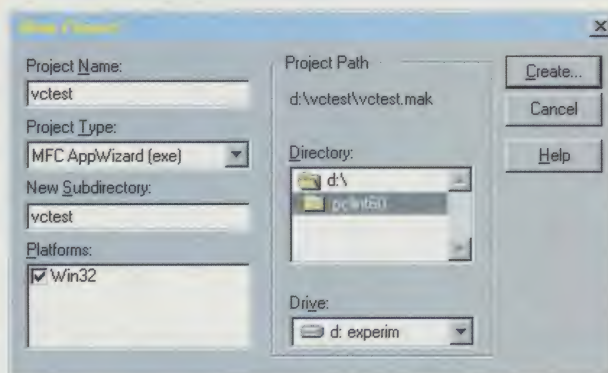 Project Name:
vctest
Project Type:
MFC AppWizard (exe)
New Subdirectory:
vctest
Platforms:
Win32
Project Path
d:\vctest\vctest.mak
Directory:
d:\
Drive:
d: experim
Create...
Cancel
Help